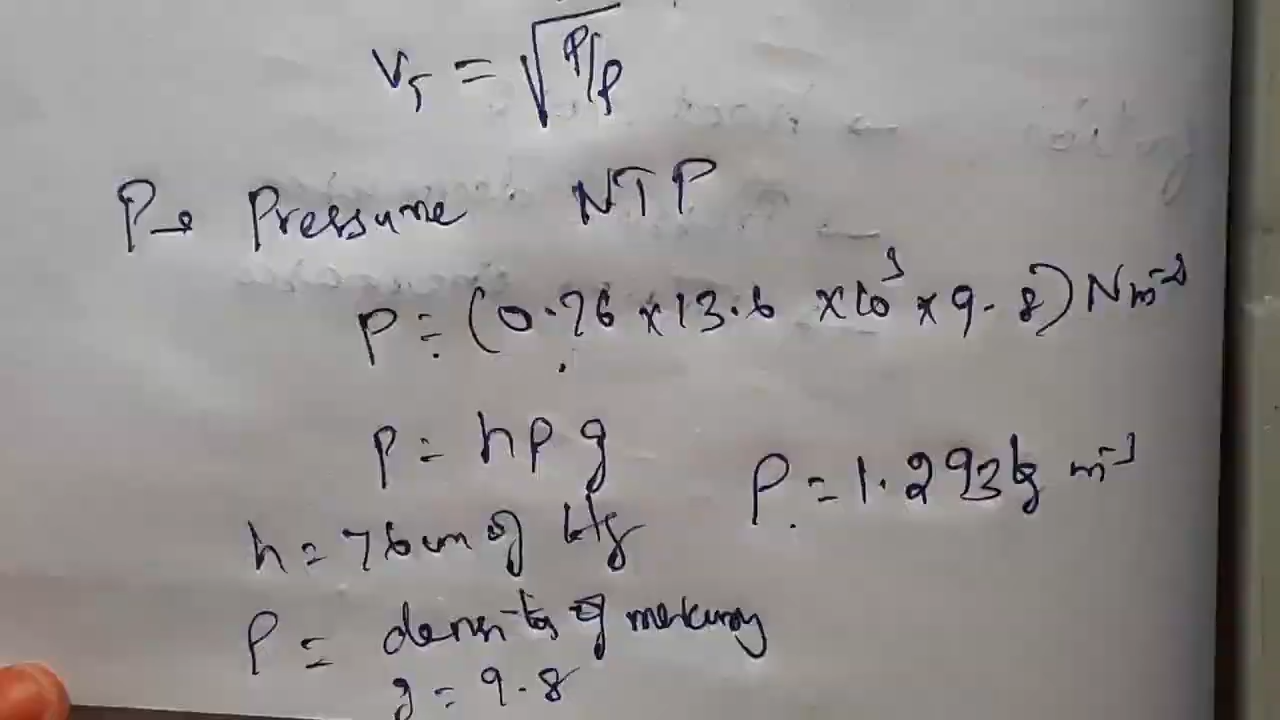 V_T = √P/ρ
P → Pressure NTP
P = (0.76 x 13.6 x 10³ x 9.8) Nm⁻²
P = hρg
ρ = 1.293 kg m⁻³
h = 76 cm of Hg
ρ = density of mercury
g = 9.8